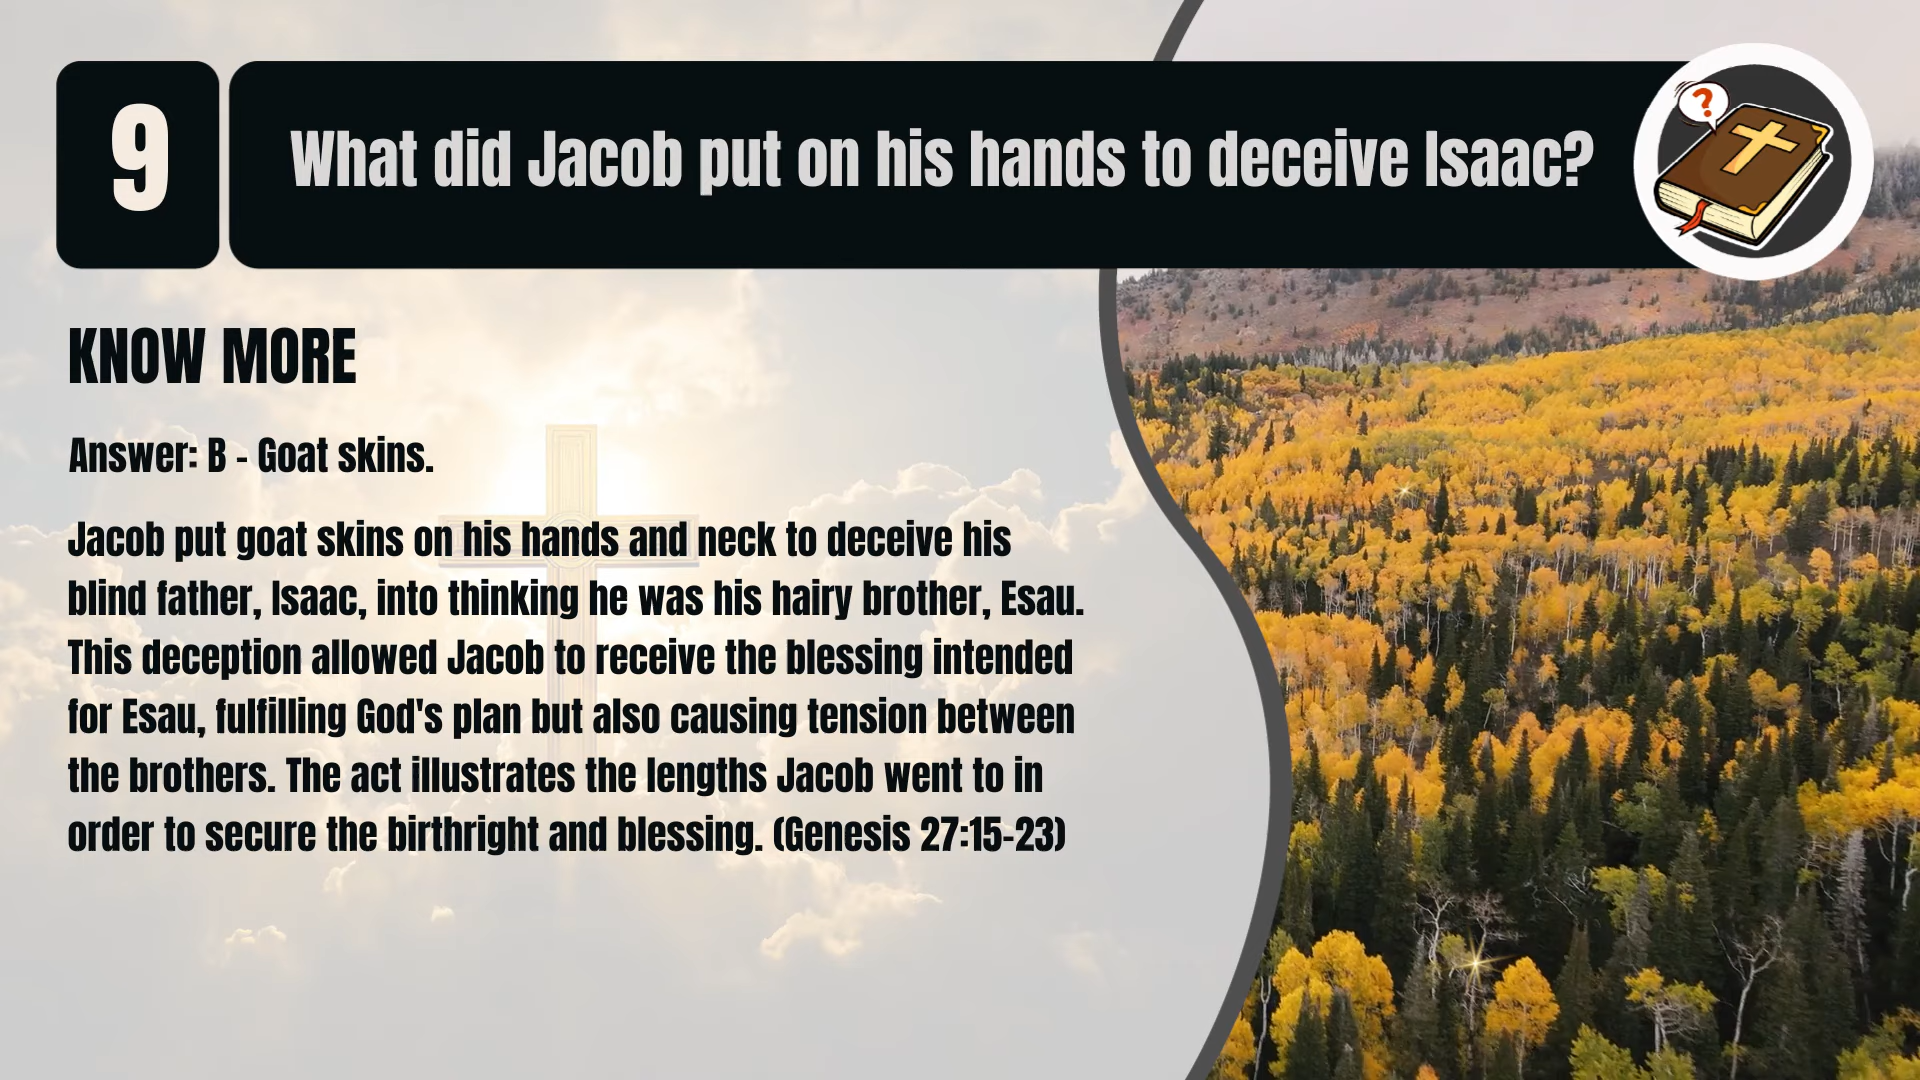 9
What did Jacob put on his hands to deceive Isaac?
?
KNOW MORE
Answer: B - Goat skins.
Jacob put goat skins on his hands and neck to deceive his
blind father, Isaac, into thinking he was his hairy brother, Esau.
This deception allowed Jacob to receive the blessing intended
for Esau, fulfilling God's plan but also causing tension between
the brothers. The act illustrates the lengths Jacob went to in
order to secure the birthright and blessing. (Genesis 27:15-23)